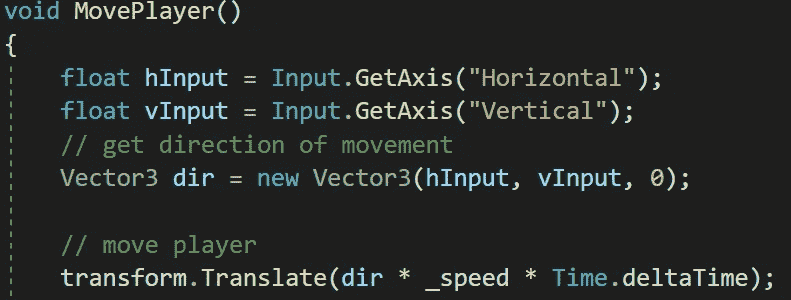 void MovePlayer()
{
float hInput = Input.GetAxis("Horizontal");
float vInput = Input.GetAxis("Vertical");
// get direction of movement
Vector3 dir = new Vector3(hInput, vInput, 0);
// move player
transform.Translate(dir * _speed * Time.deltaTime);